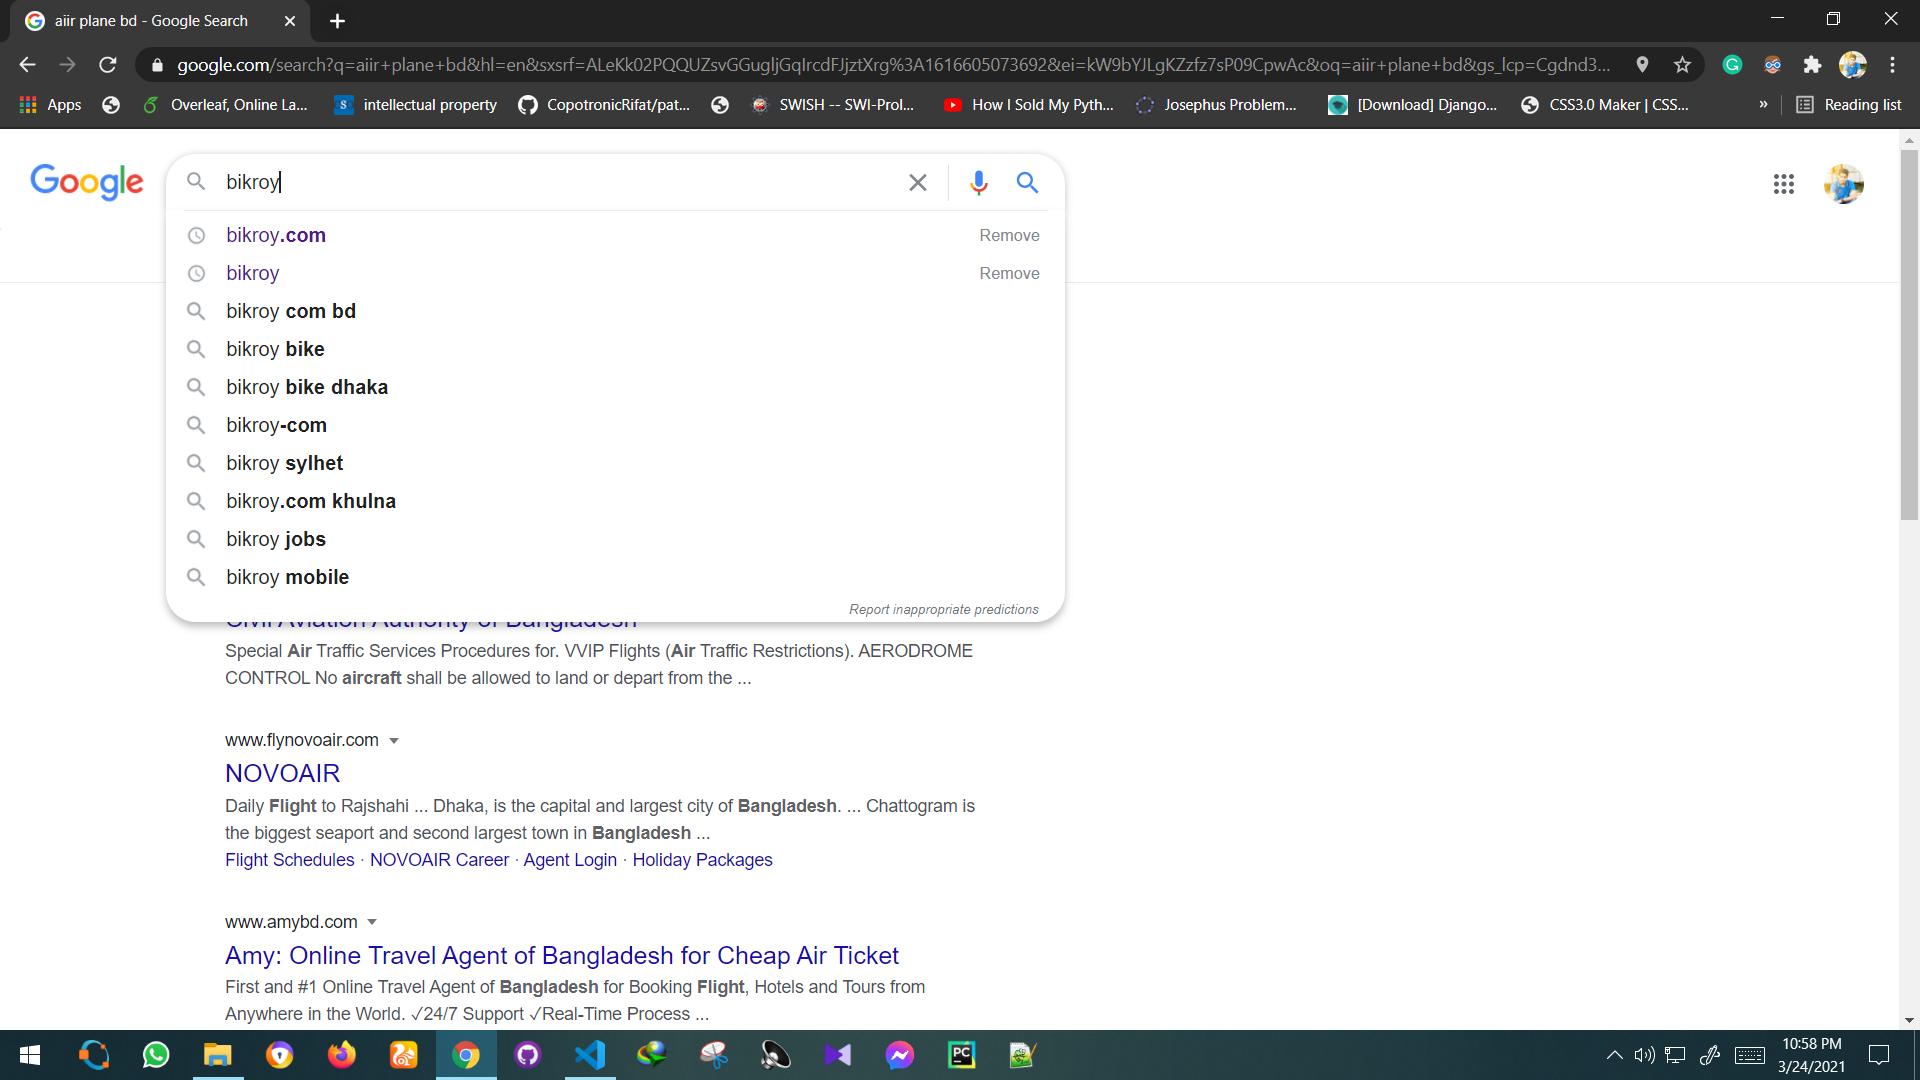 aiir plane bd - Google Search
google.com/search?q=aiir+plane+bd&hl=en&sxsrf=ALeKk02PQQUZsvGGugljGqIrcdFJjztXrg%3A1616605073692&ei=kW9bYJLgKZzfz7sP09CpwAc&oq=aiir+plane+bd&gs_lcp=Cgdnd3...
Apps Overleaf, Online La... intellectual property CopotronicRifat/pat... SWISH -- SWI-Prol... How I Sold My Pyth... Josephus Problem... [Download] Django... CSS3.0 Maker | CSS... » Reading list
Google bikroy
bikroy.com Remove
bikroy Remove
bikroy com bd
bikroy bike
bikroy bike dhaka
bikroy-com
bikroy sylhet
bikroy.com khulna
bikroy jobs
bikroy mobile
Report inappropriate predictions
Civil Aviation Authority of Bangladesh
Special Air Traffic Services Procedures for. VVIP Flights (Air Traffic Restrictions). AERODROME
CONTROL No aircraft shall be allowed to land or depart from the ...
www.flynovoair.com
NOVOAIR
Daily Flight to Rajshahi ... Dhaka, is the capital and largest city of Bangladesh. ... Chattogram is
the biggest seaport and second largest town in Bangladesh ...
Flight Schedules · NOVOAIR Career · Agent Login · Holiday Packages
www.amybd.com
Amy: Online Travel Agent of Bangladesh for Cheap Air Ticket
First and #1 Online Travel Agent of Bangladesh for Booking Flight, Hotels and Tours from
Anywhere in the World. ✓24/7 Support ✓Real-Time Process ...
PC
10:58 PM
3/24/2021